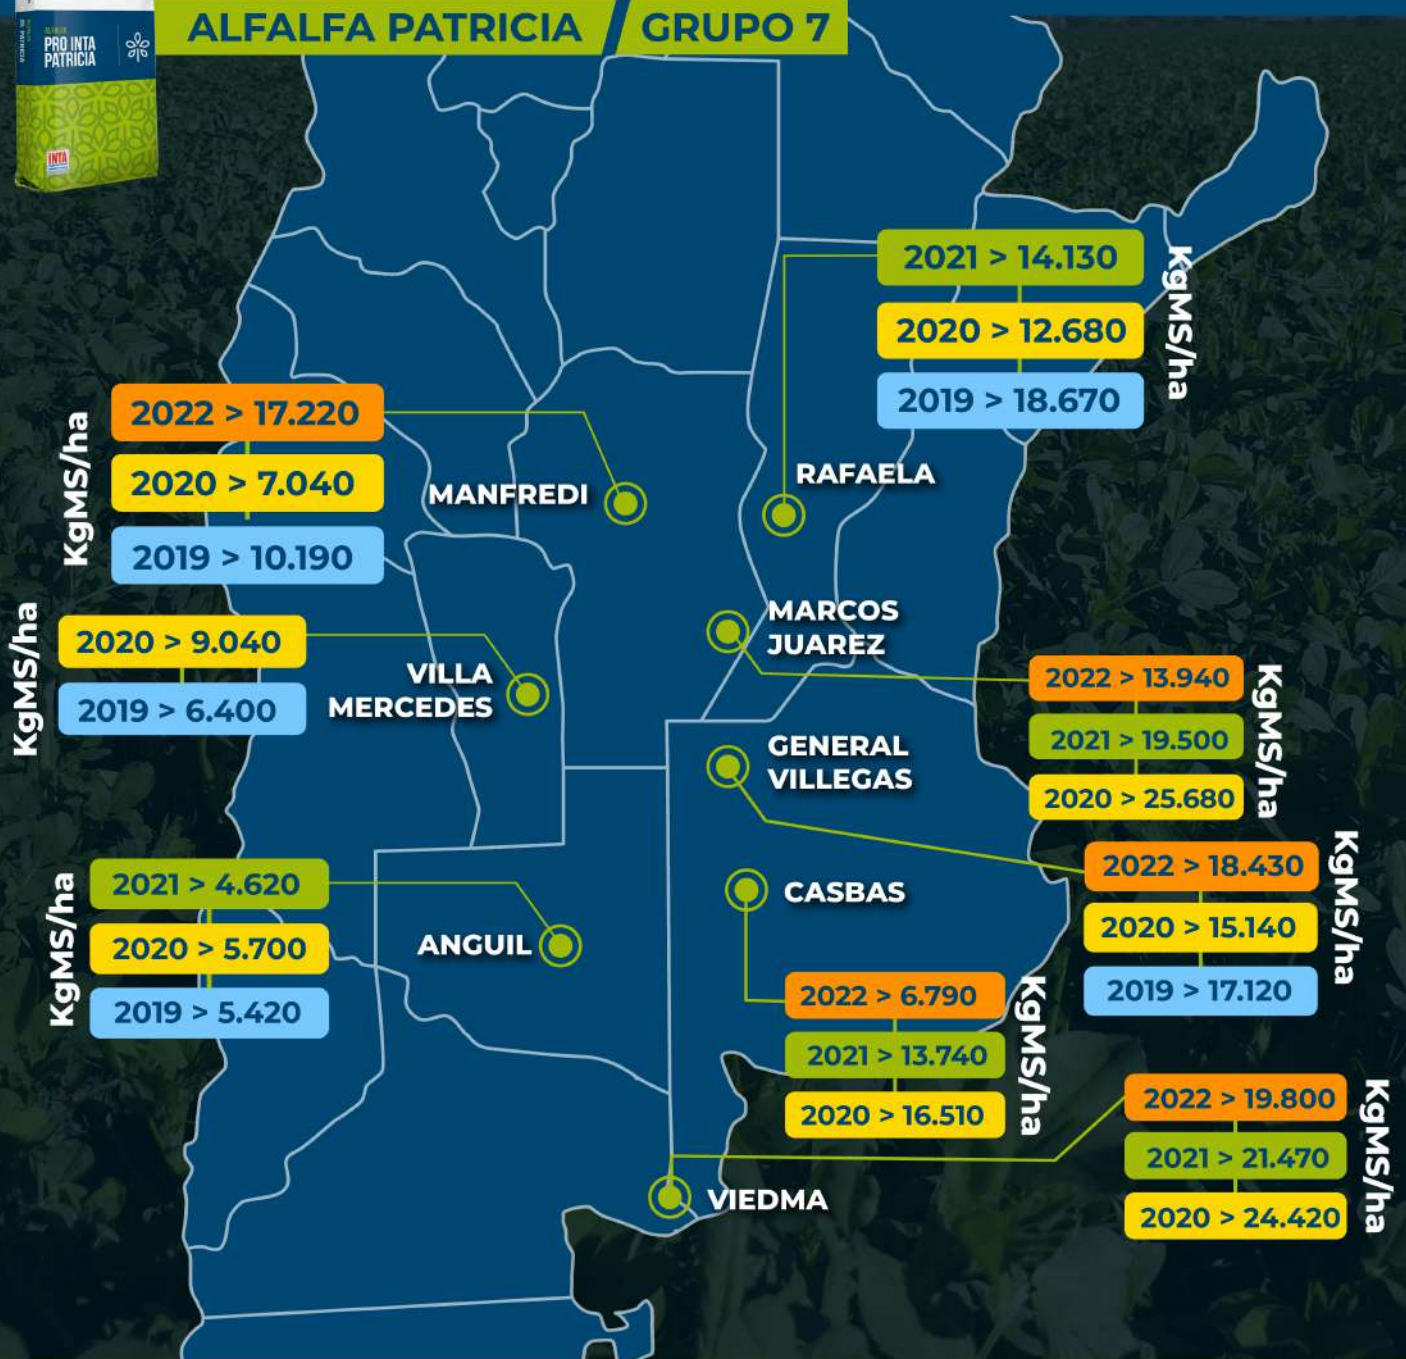 ALFALFA PATRICIA / GRUPO 7
PRO INTA
PATRICIA
INTA
2021 > 14.130
2020 > 12.680
2019 > 18.670
KgMS/ha
RAFAELA
2022 > 17.220
2020 > 7.040
2019 > 10.190
KgMS/ha
MANFREDI
2020 > 9.040
2019 > 6.400
KgMS/ha
VILLA
MERCEDES
MARCOS
JUAREZ
2022 > 13.940
2021 > 19.500
2020 > 25.680
KgMS/ha
GENERAL
VILLEGAS
2022 > 18.430
2020 > 15.140
2019 > 17.120
KgMS/ha
2021 > 4.620
2020 > 5.700
2019 > 5.420
KgMS/ha
ANGUIL
CASBAS
2022 > 6.790
2021 > 13.740
2020 > 16.510
KgMS/ha
VIEDMA
2022 > 19.800
2021 > 21.470
2020 > 24.420
KgMS/ha